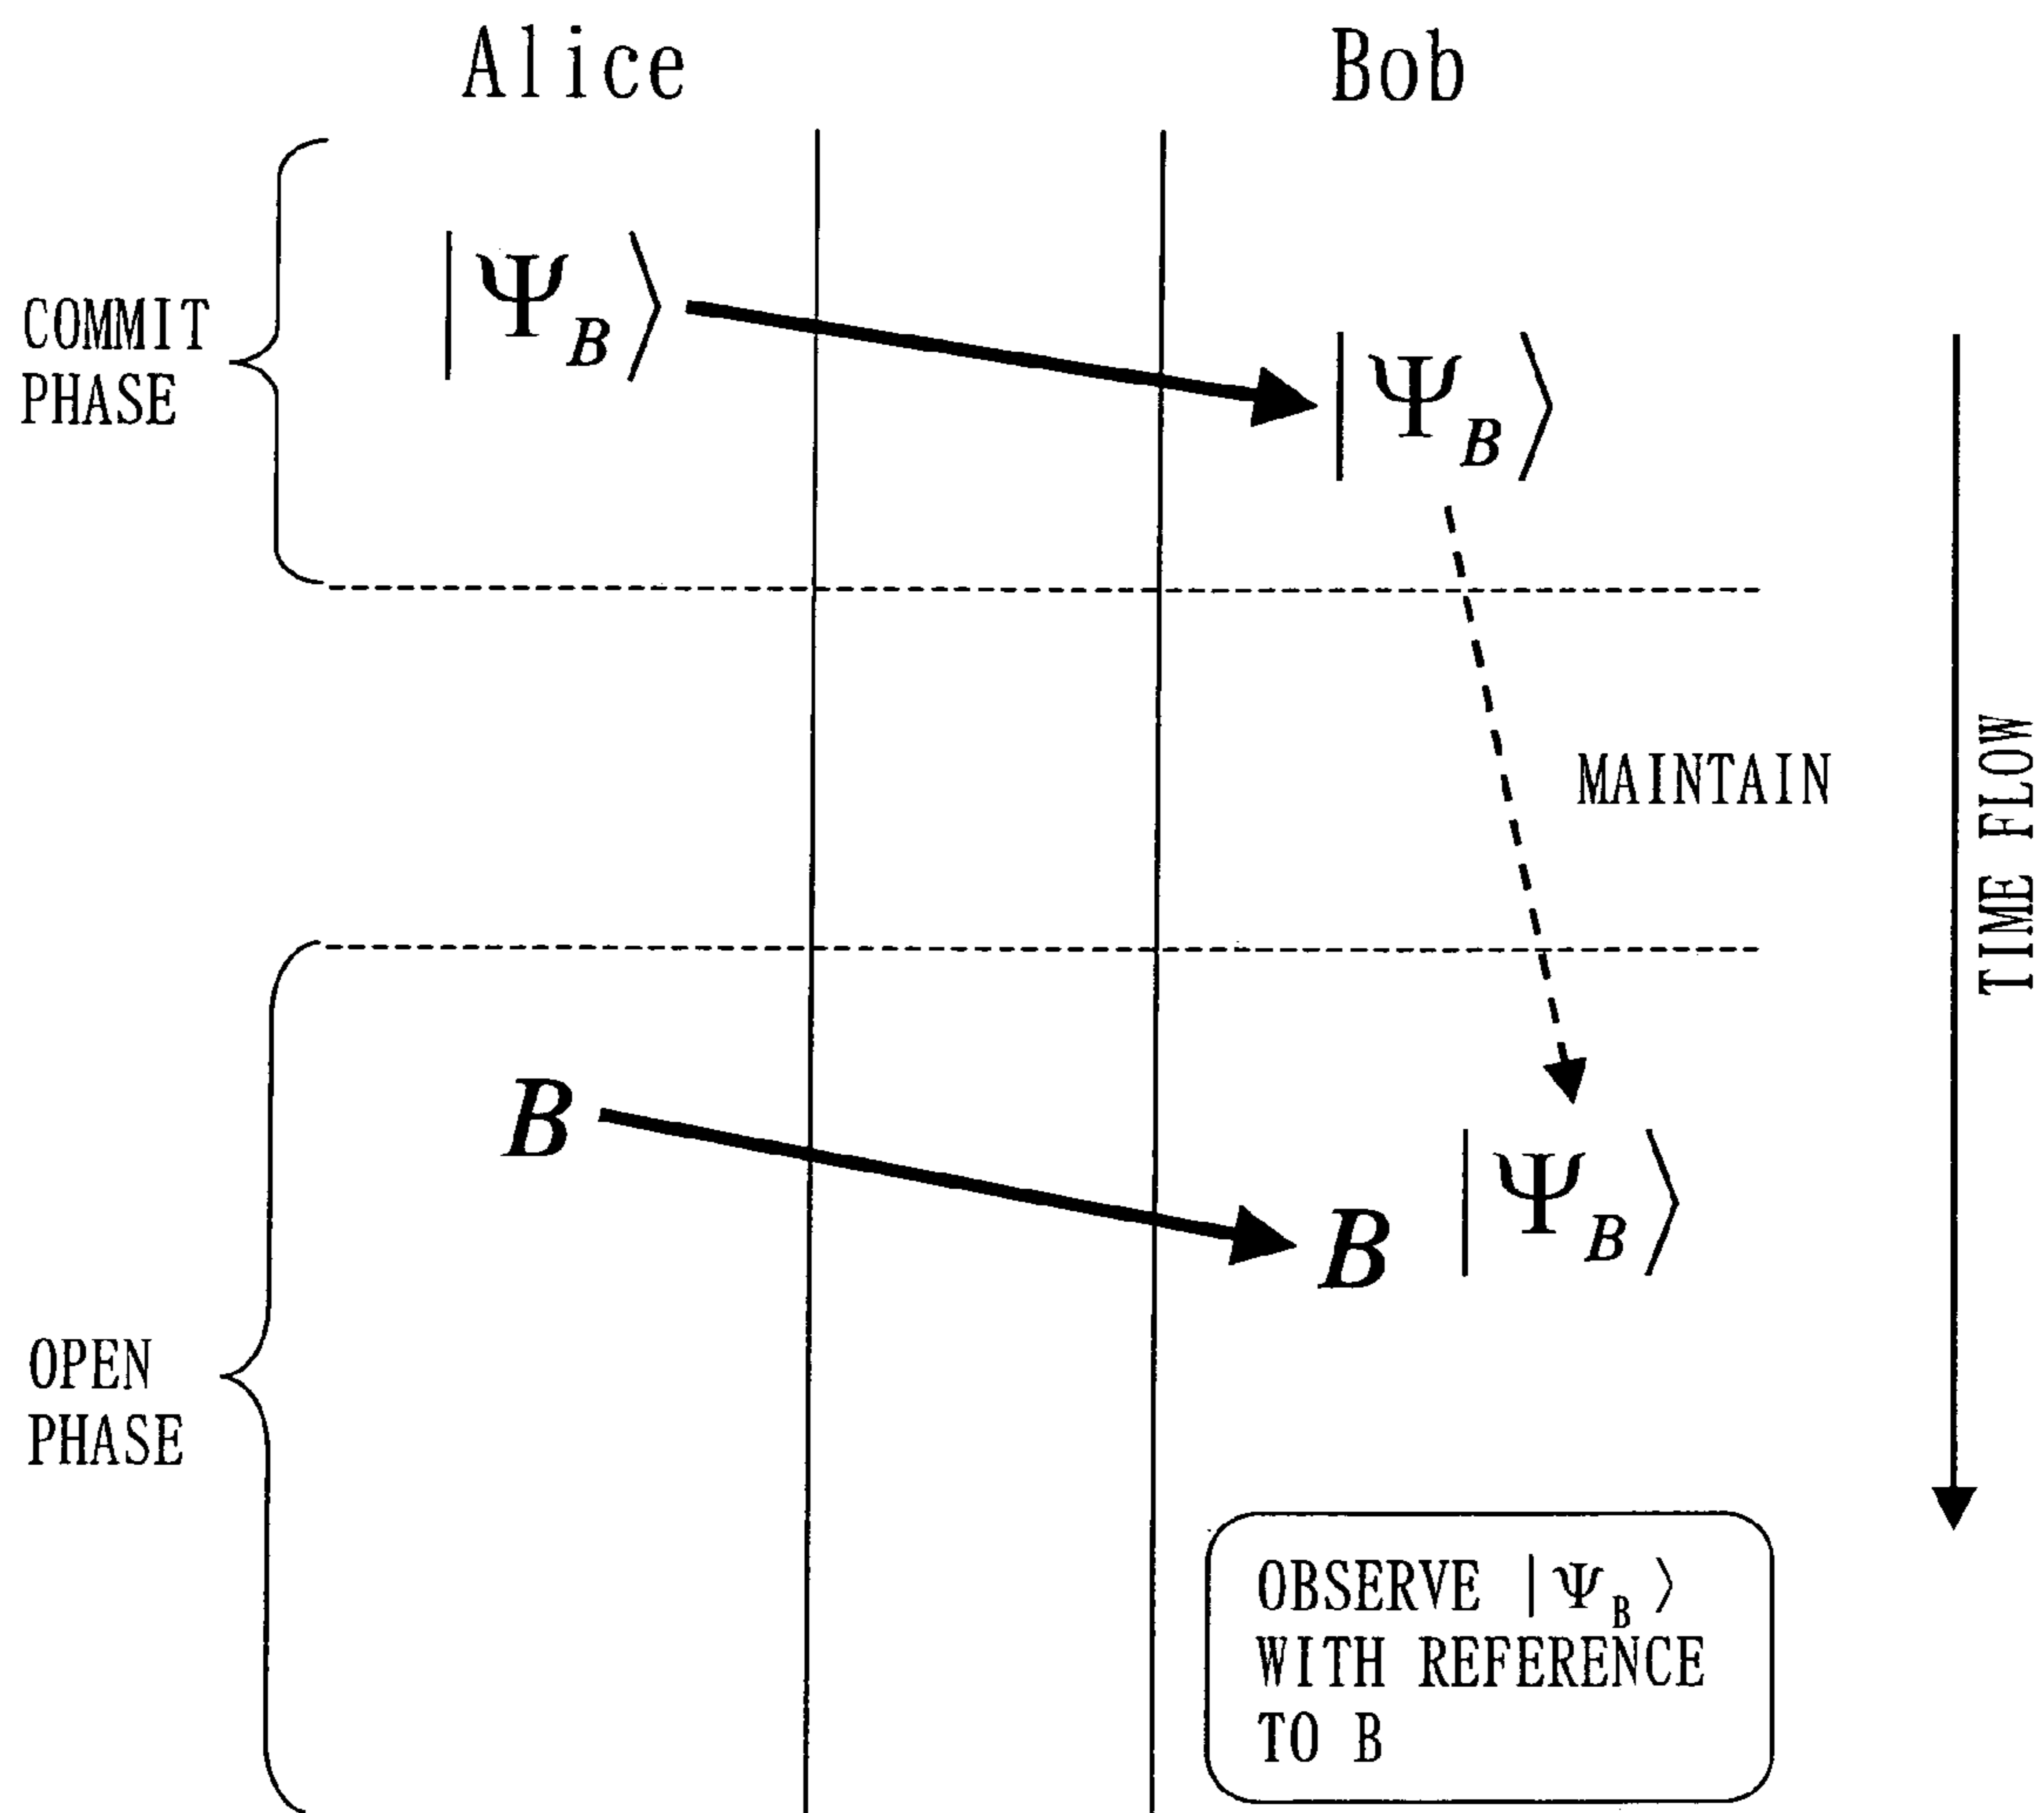 Alice
Bob
COMMIT
PHASE
|Ψ_B⟩
|Ψ_B⟩
MAINTAIN
TIME FLOW
B
B |Ψ_B⟩
OPEN
PHASE
OBSERVE |Ψ_B⟩
WITH REFERENCE
TO B